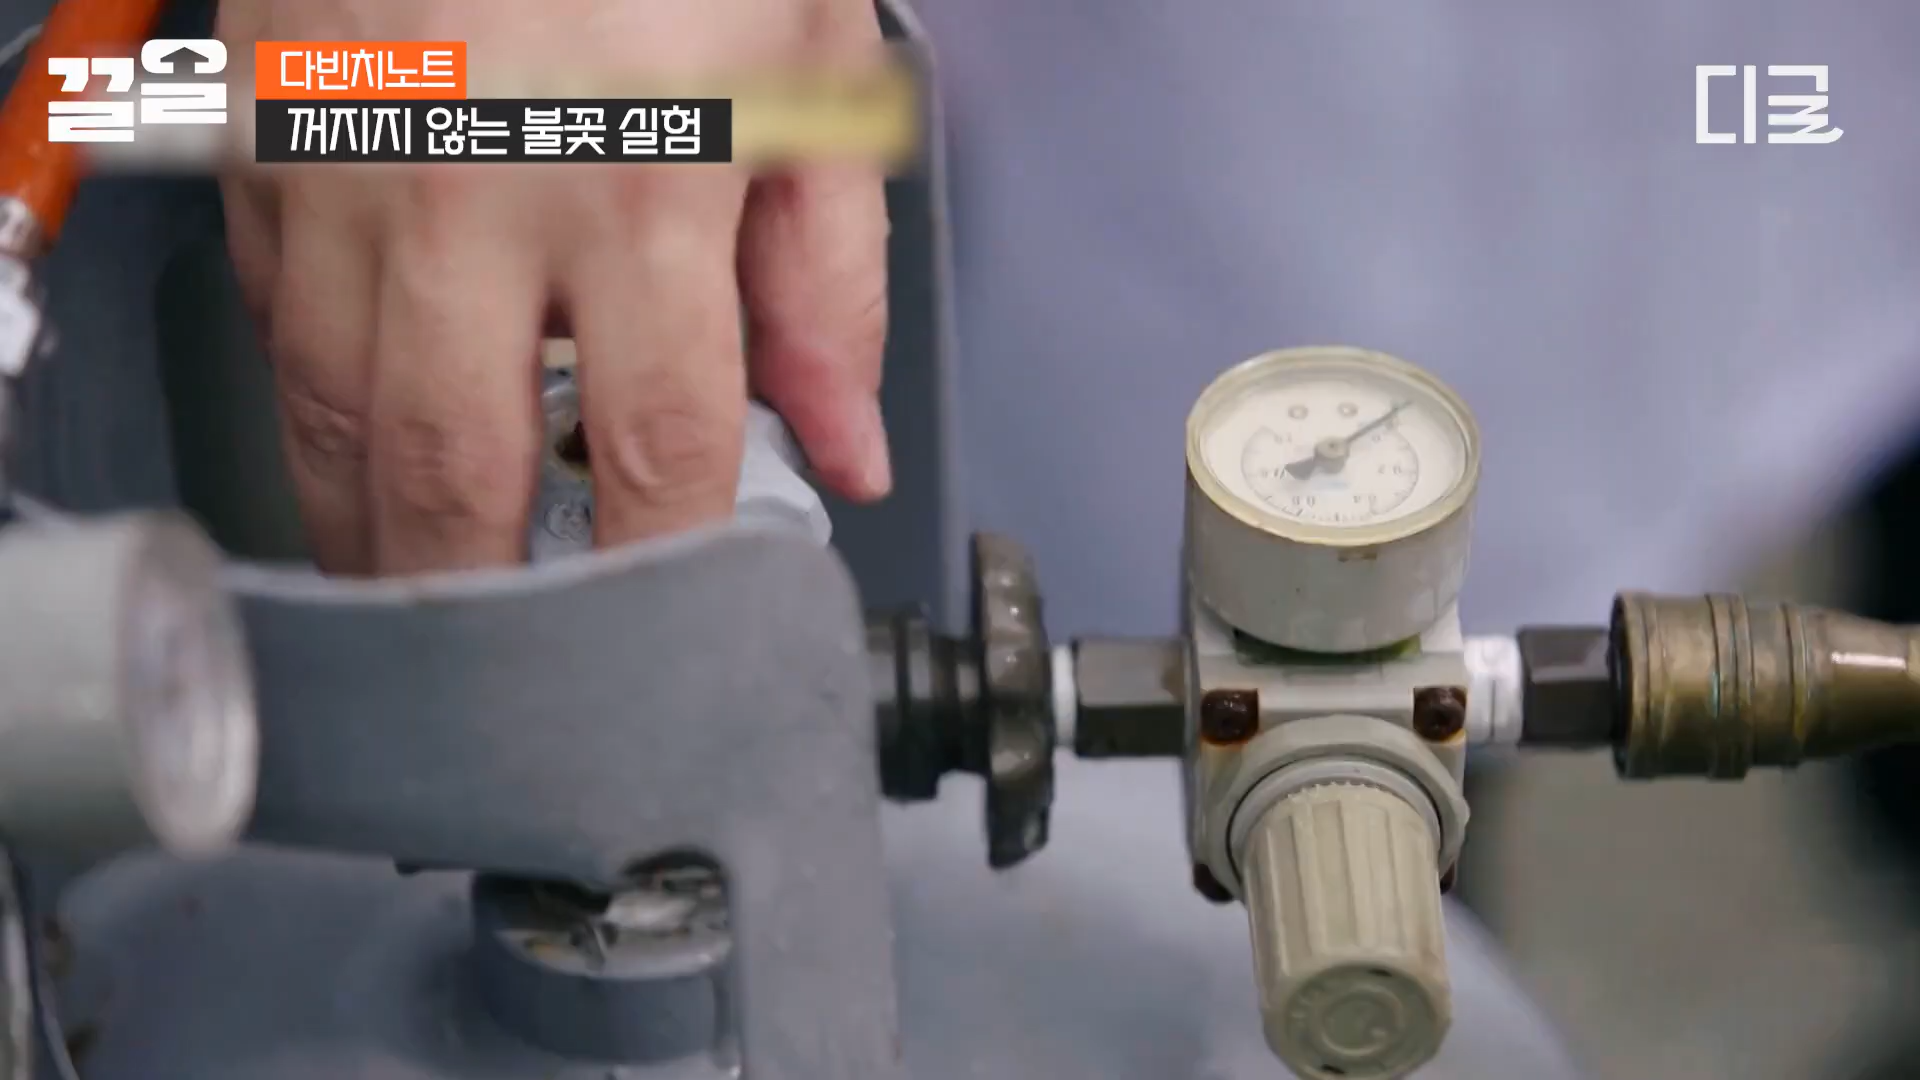 끌올
다빈치노트
꺼지지 않는 불꽃 실험
디글